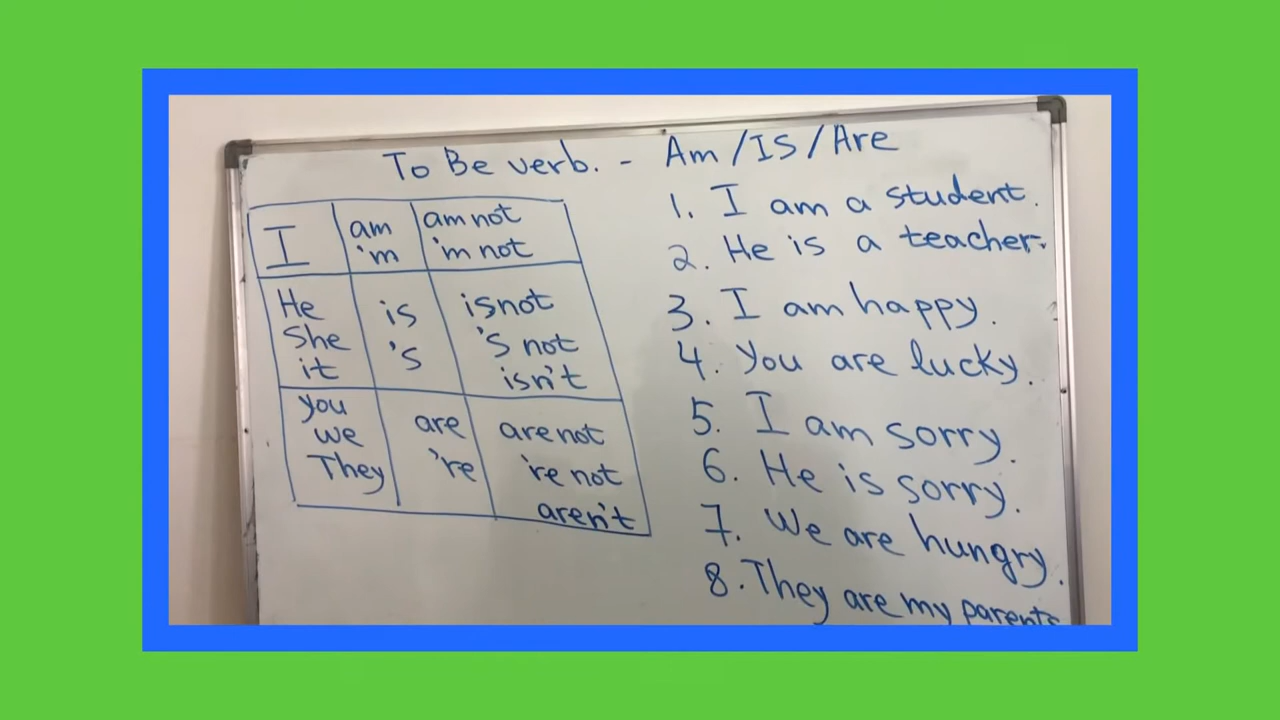 To Be verb. - Am/IS/Are
I am am not
'm 'm not
He is isnot
She 's 's not
it isn't
you are are not
we 're 're not
They aren't
1. I am a student.
2. He is a teacher.
3. I am happy.
4. You are lucky.
5. I am sorry.
6. He is sorry.
7. We are hungry.
8. They are my parents